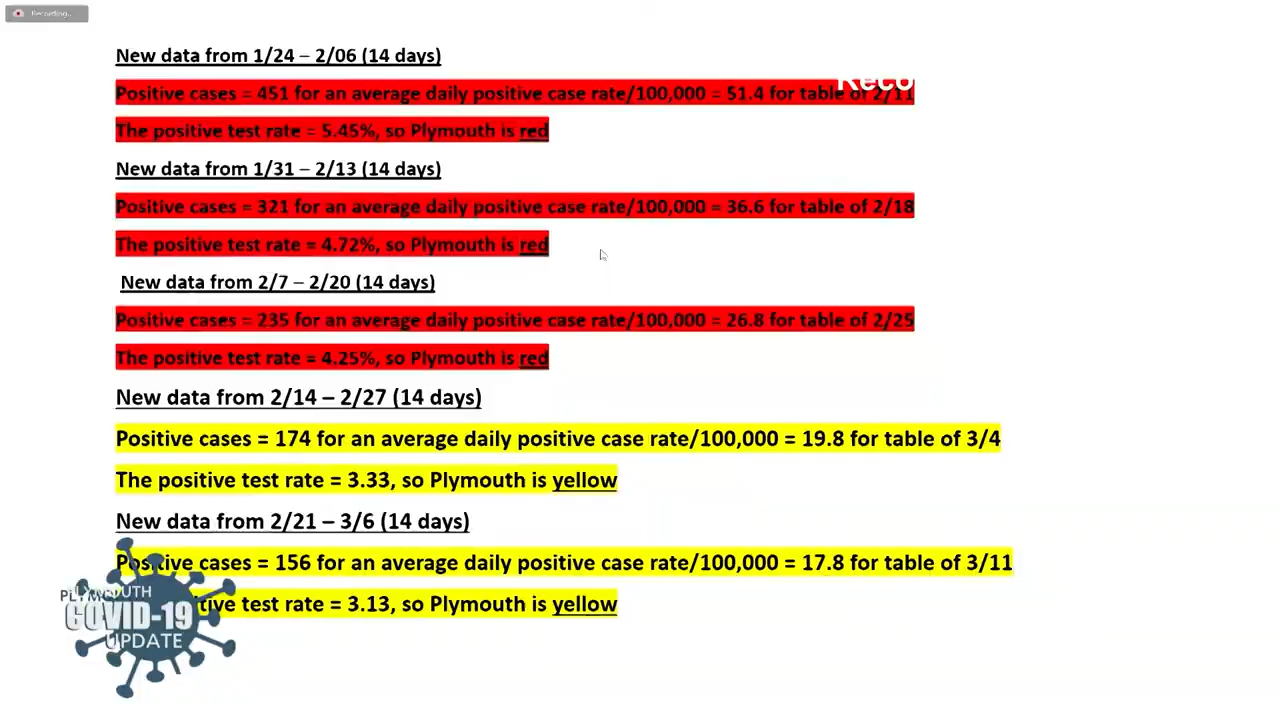 Recording...
New data from 1/24 – 2/06 (14 days)
Reco
Positive cases = 451 for an average daily positive case rate/100,000 = 51.4 for table of 2/11
The positive test rate = 5.45%, so Plymouth is red
New data from 1/31 – 2/13 (14 days)
Positive cases = 321 for an average daily positive case rate/100,000 = 36.6 for table of 2/18
The positive test rate = 4.72%, so Plymouth is red
New data from 2/7 – 2/20 (14 days)
Positive cases = 235 for an average daily positive case rate/100,000 = 26.8 for table of 2/25
The positive test rate = 4.25%, so Plymouth is red
New data from 2/14 – 2/27 (14 days)
Positive cases = 174 for an average daily positive case rate/100,000 = 19.8 for table of 3/4
The positive test rate = 3.33, so Plymouth is yellow
New data from 2/21 – 3/6 (14 days)
Positive cases = 156 for an average daily positive case rate/100,000 = 17.8 for table of 3/11
tive test rate = 3.13, so Plymouth is yellow
PLYMOUTH
COVID-19
UPDATE